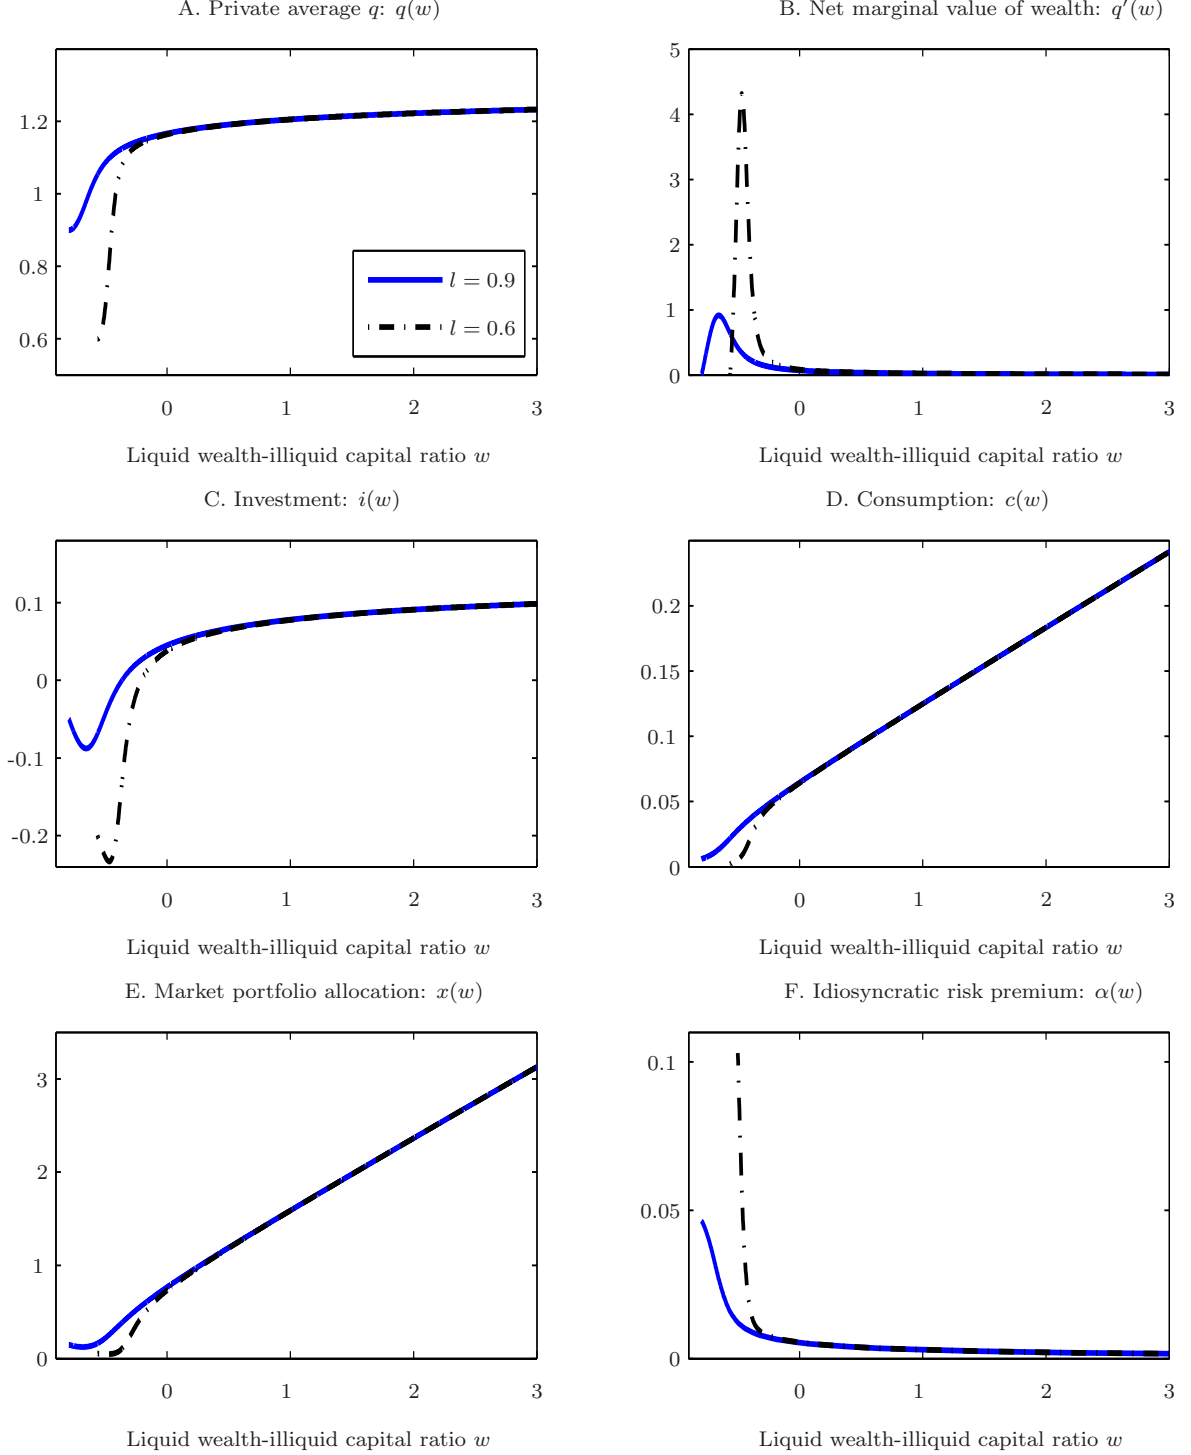 A. Private average q: q(w)
1.2
1
0.8
0.6
l = 0.9
l = 0.6
0 1 2 3
Liquid wealth-illiquid capital ratio w
B. Net marginal value of wealth: q′(w)
5
4
3
2
1
0
0 1 2 3
Liquid wealth-illiquid capital ratio w
C. Investment: i(w)
0.1
0
-0.1
-0.2
0 1 2 3
Liquid wealth-illiquid capital ratio w
D. Consumption: c(w)
0.2
0.15
0.1
0.05
0
0 1 2 3
Liquid wealth-illiquid capital ratio w
E. Market portfolio allocation: x(w)
3
2
1
0
0 1 2 3
Liquid wealth-illiquid capital ratio w
F. Idiosyncratic risk premium: α(w)
0.1
0.05
0
0 1 2 3
Liquid wealth-illiquid capital ratio w